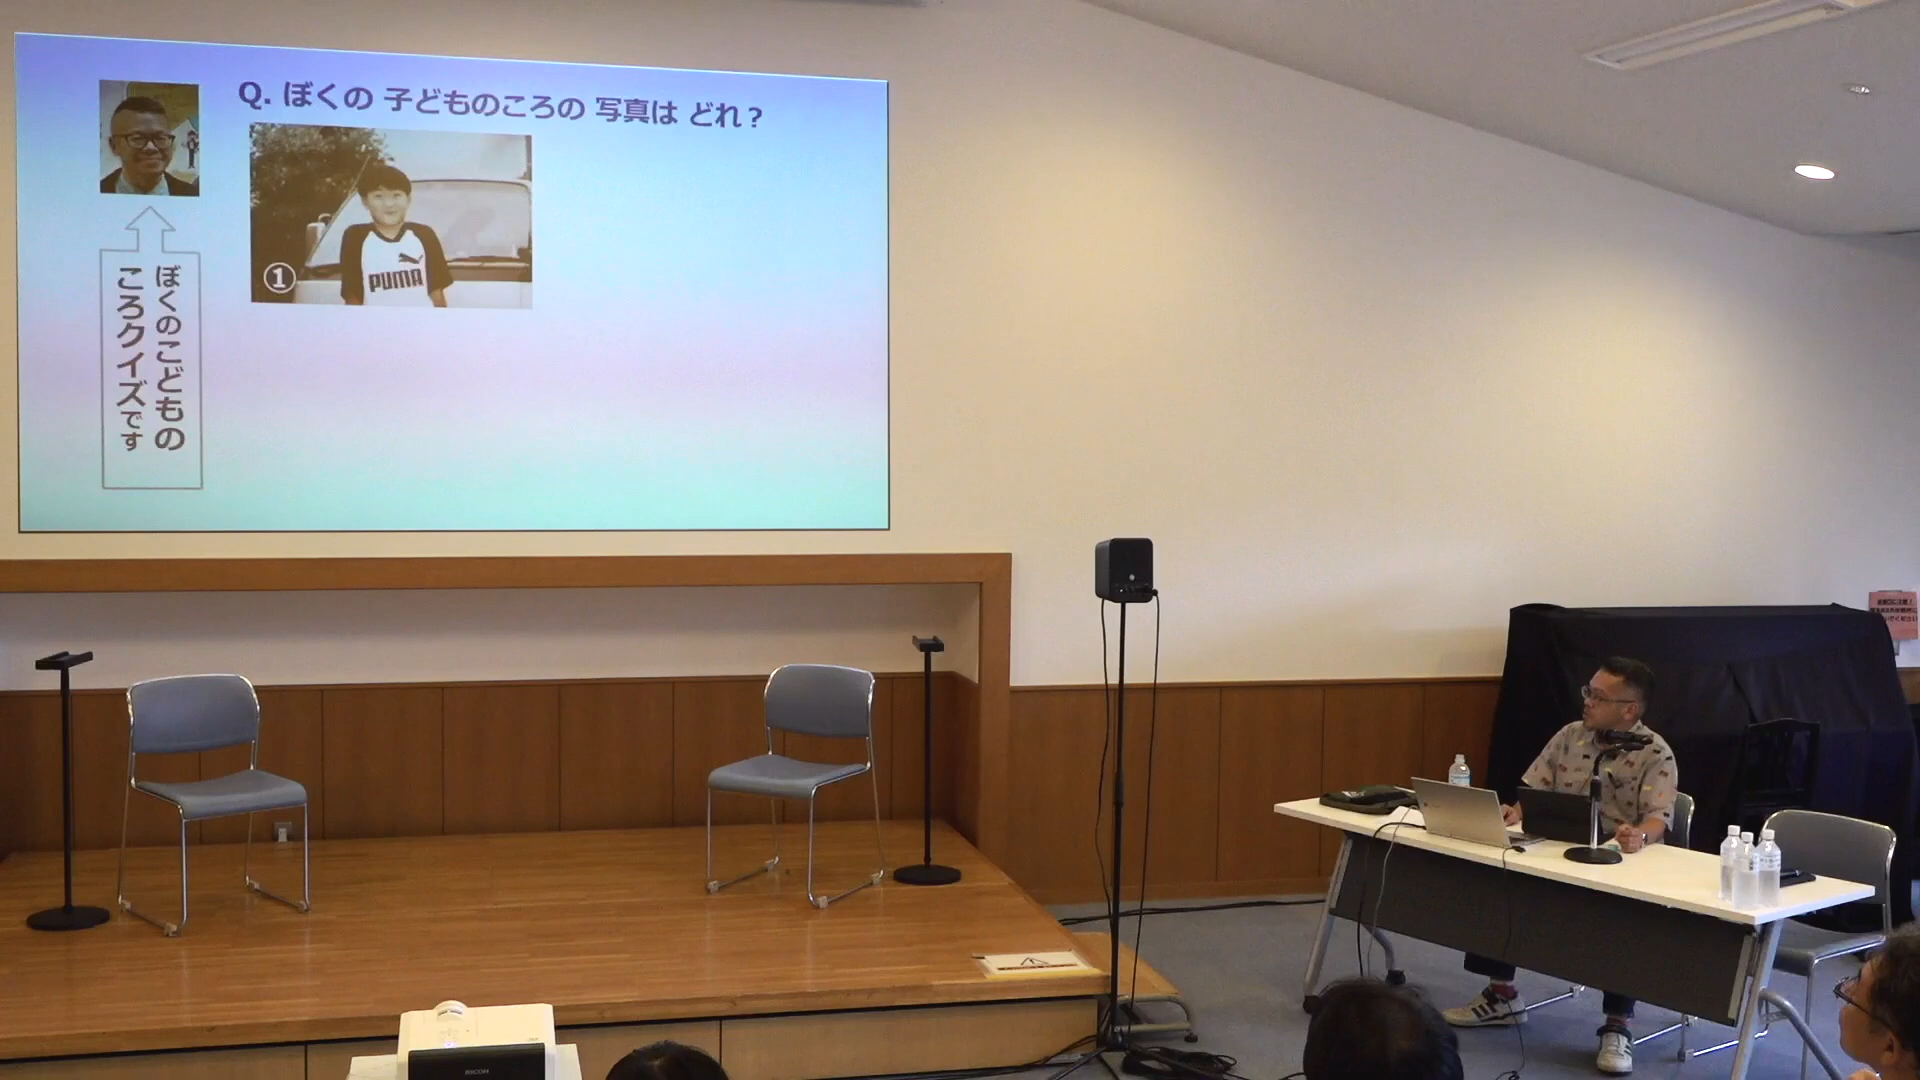 Q. ぼくの 子どものころの 写真は どれ？
PUMA
①
ぼくのこどもの
ころクイズです
RICOH